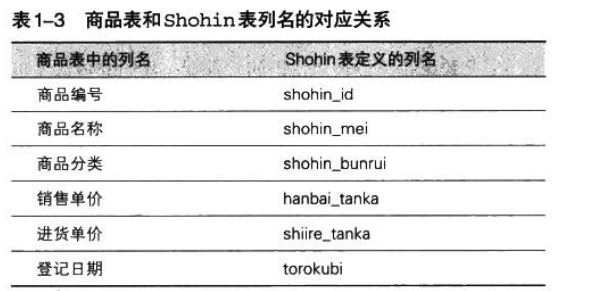 表1–3 商品表和Shohin表列名的对应关系
商品表中的列名 Shohin表定义的列名
商品编号 shohin_id
商品名称 shohin_mei
商品分类 shohin_bunrui
销售单价 hanbai_tanka
进货单价 shiire_tanka
登记日期 torokubi